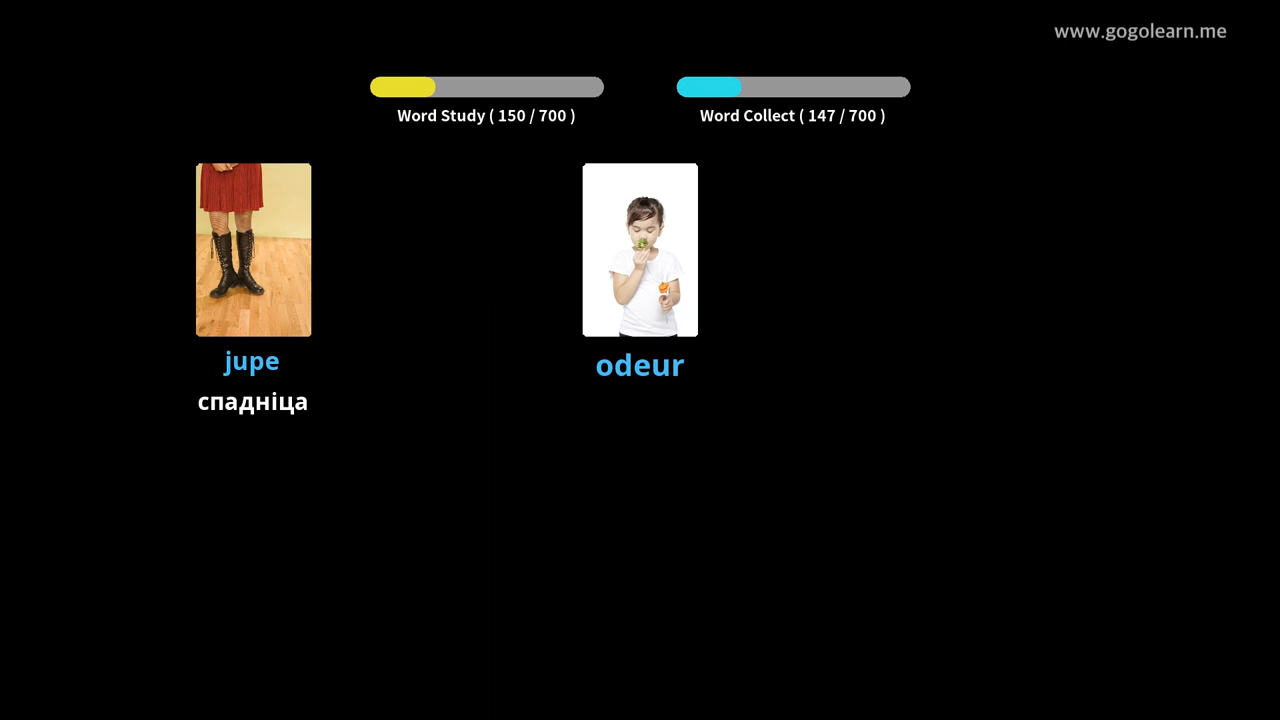 www.gogolearn.me
Word Study ( 150 / 700 )
Word Collect ( 147 / 700 )
jupe
спадніца
odeur